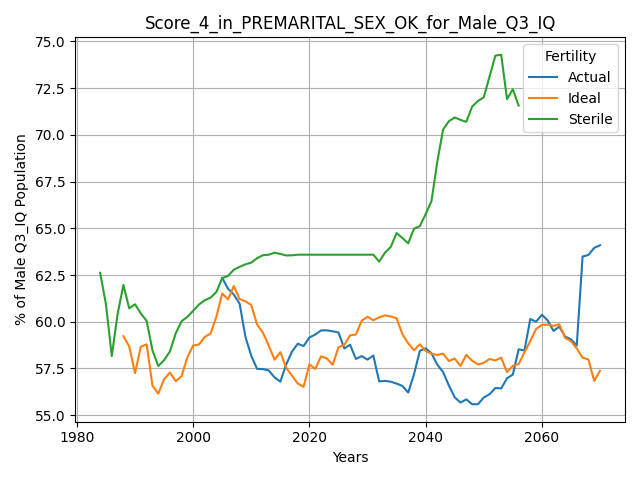 Score_4_in_PREMARITAL_SEX_OK_for_Male_Q3_IQ
% of Male Q3_IQ Population
75.0
72.5
70.0
67.5
65.0
62.5
60.0
57.5
55.0
Fertility
Actual
Ideal
Sterile
1980
2000
2020
2040
2060
Years